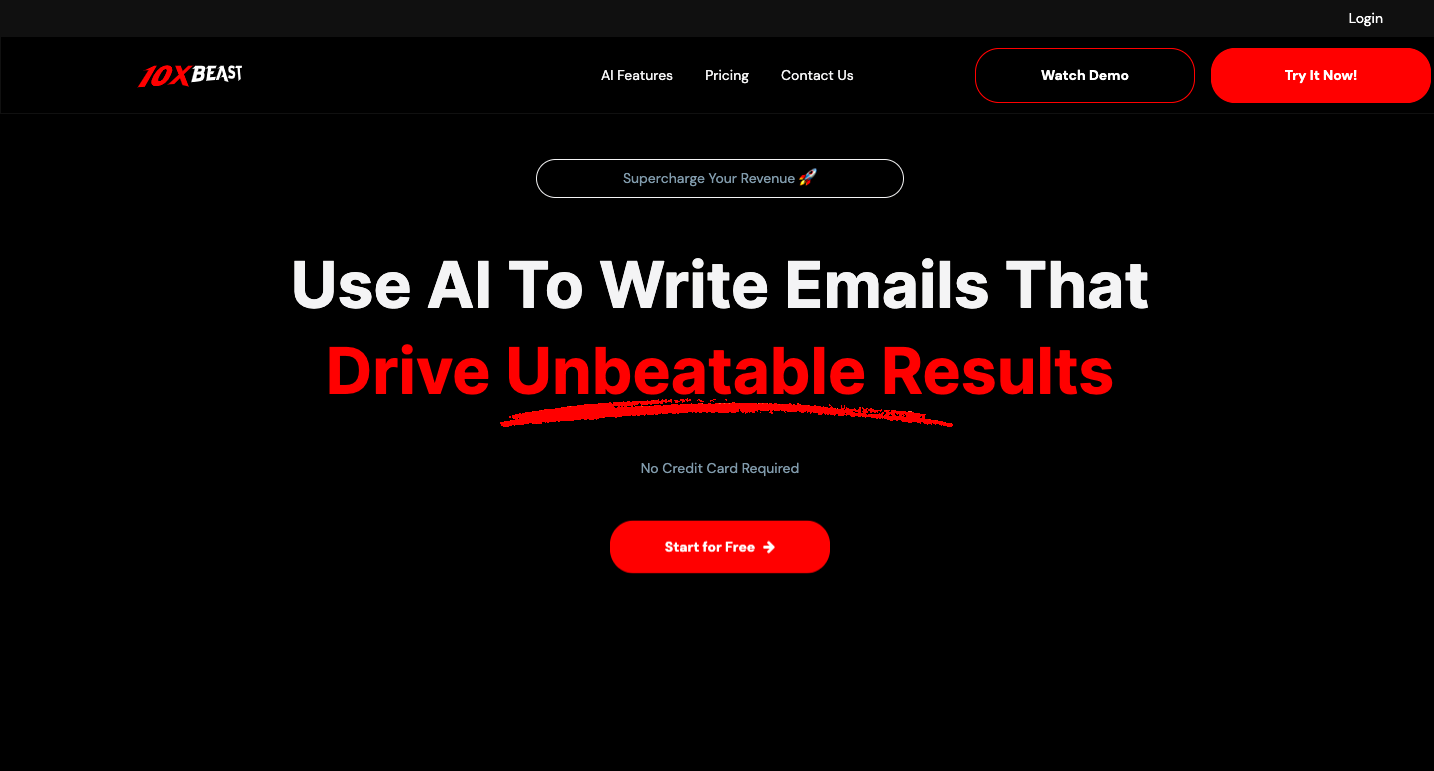 Login
10XBEAST
AI Features
Pricing
Contact Us
Watch Demo
Try It Now!
Supercharge Your Revenue 🚀
Use AI To Write Emails That
Drive Unbeatable Results
No Credit Card Required
Start for Free →